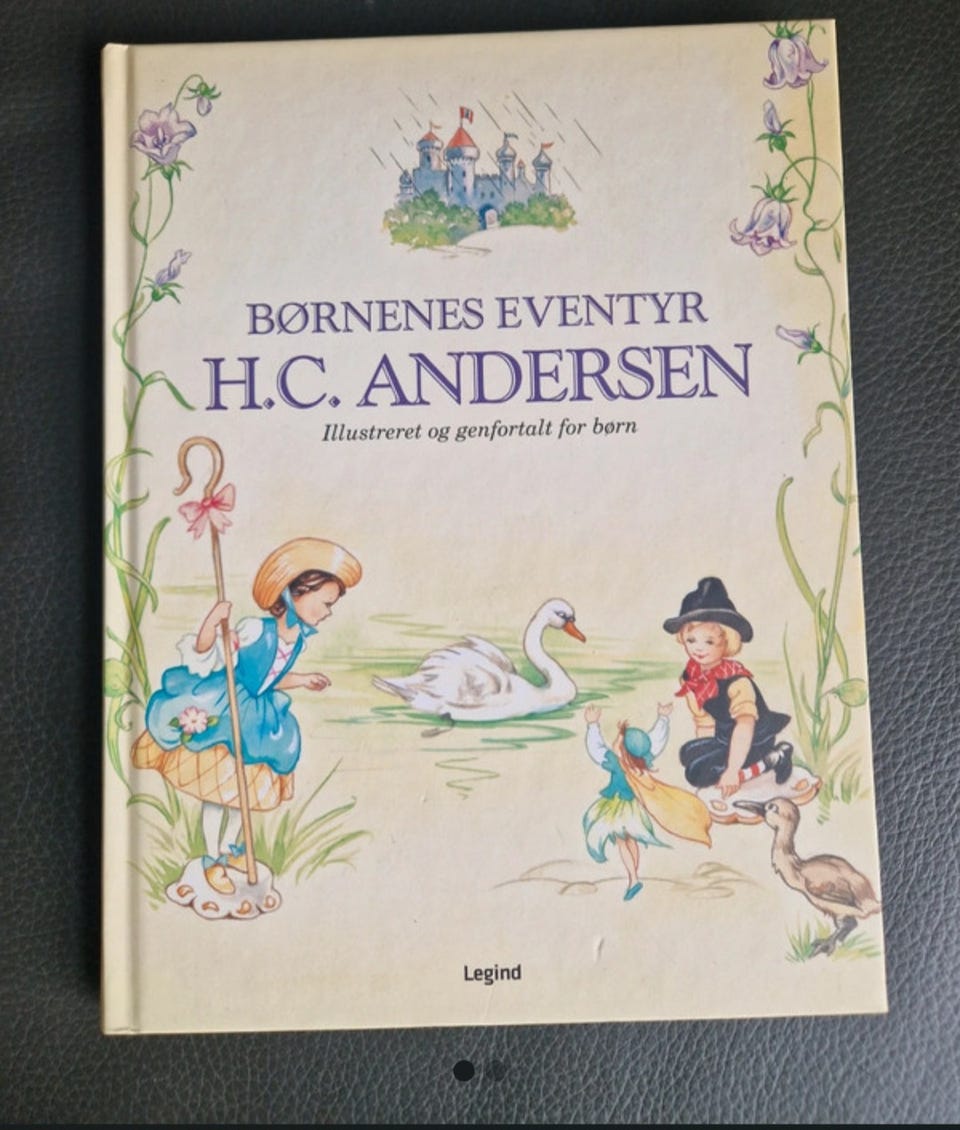 BØRNENES EVENTYR
H.C. ANDERSEN
Illustreret og genfortalt for børn
Legind